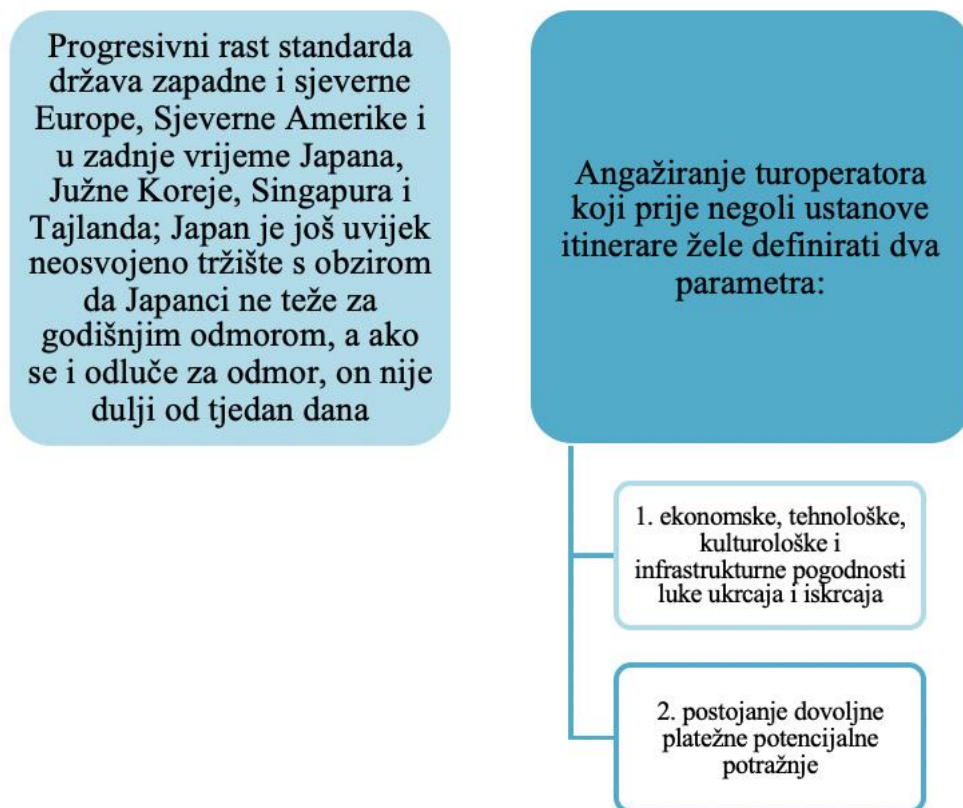 Progresivni rast standarda
država zapadne i sjeverne
Europe, Sjeverne Amerike i
u zadnje vrijeme Japana,
Južne Koreje, Singapura i
Tajlanda; Japan je još uvijek
neosvojeno tržište s obzirom
da Japanci ne teže za
godišnjim odmorom, a ako
se i odluče za odmor, on nije
dulji od tjedan dana
Angažiranje turoperatora
koji prije negoli ustanove
itinerare žele definirati dva
parametra:
1. ekonomske, tehnološke,
kulturološke i
infrastrukturne pogodnosti
luke ukrcaja i iskrcaja
2. postojanje dovoljne
platežne potencijalne
potražnje